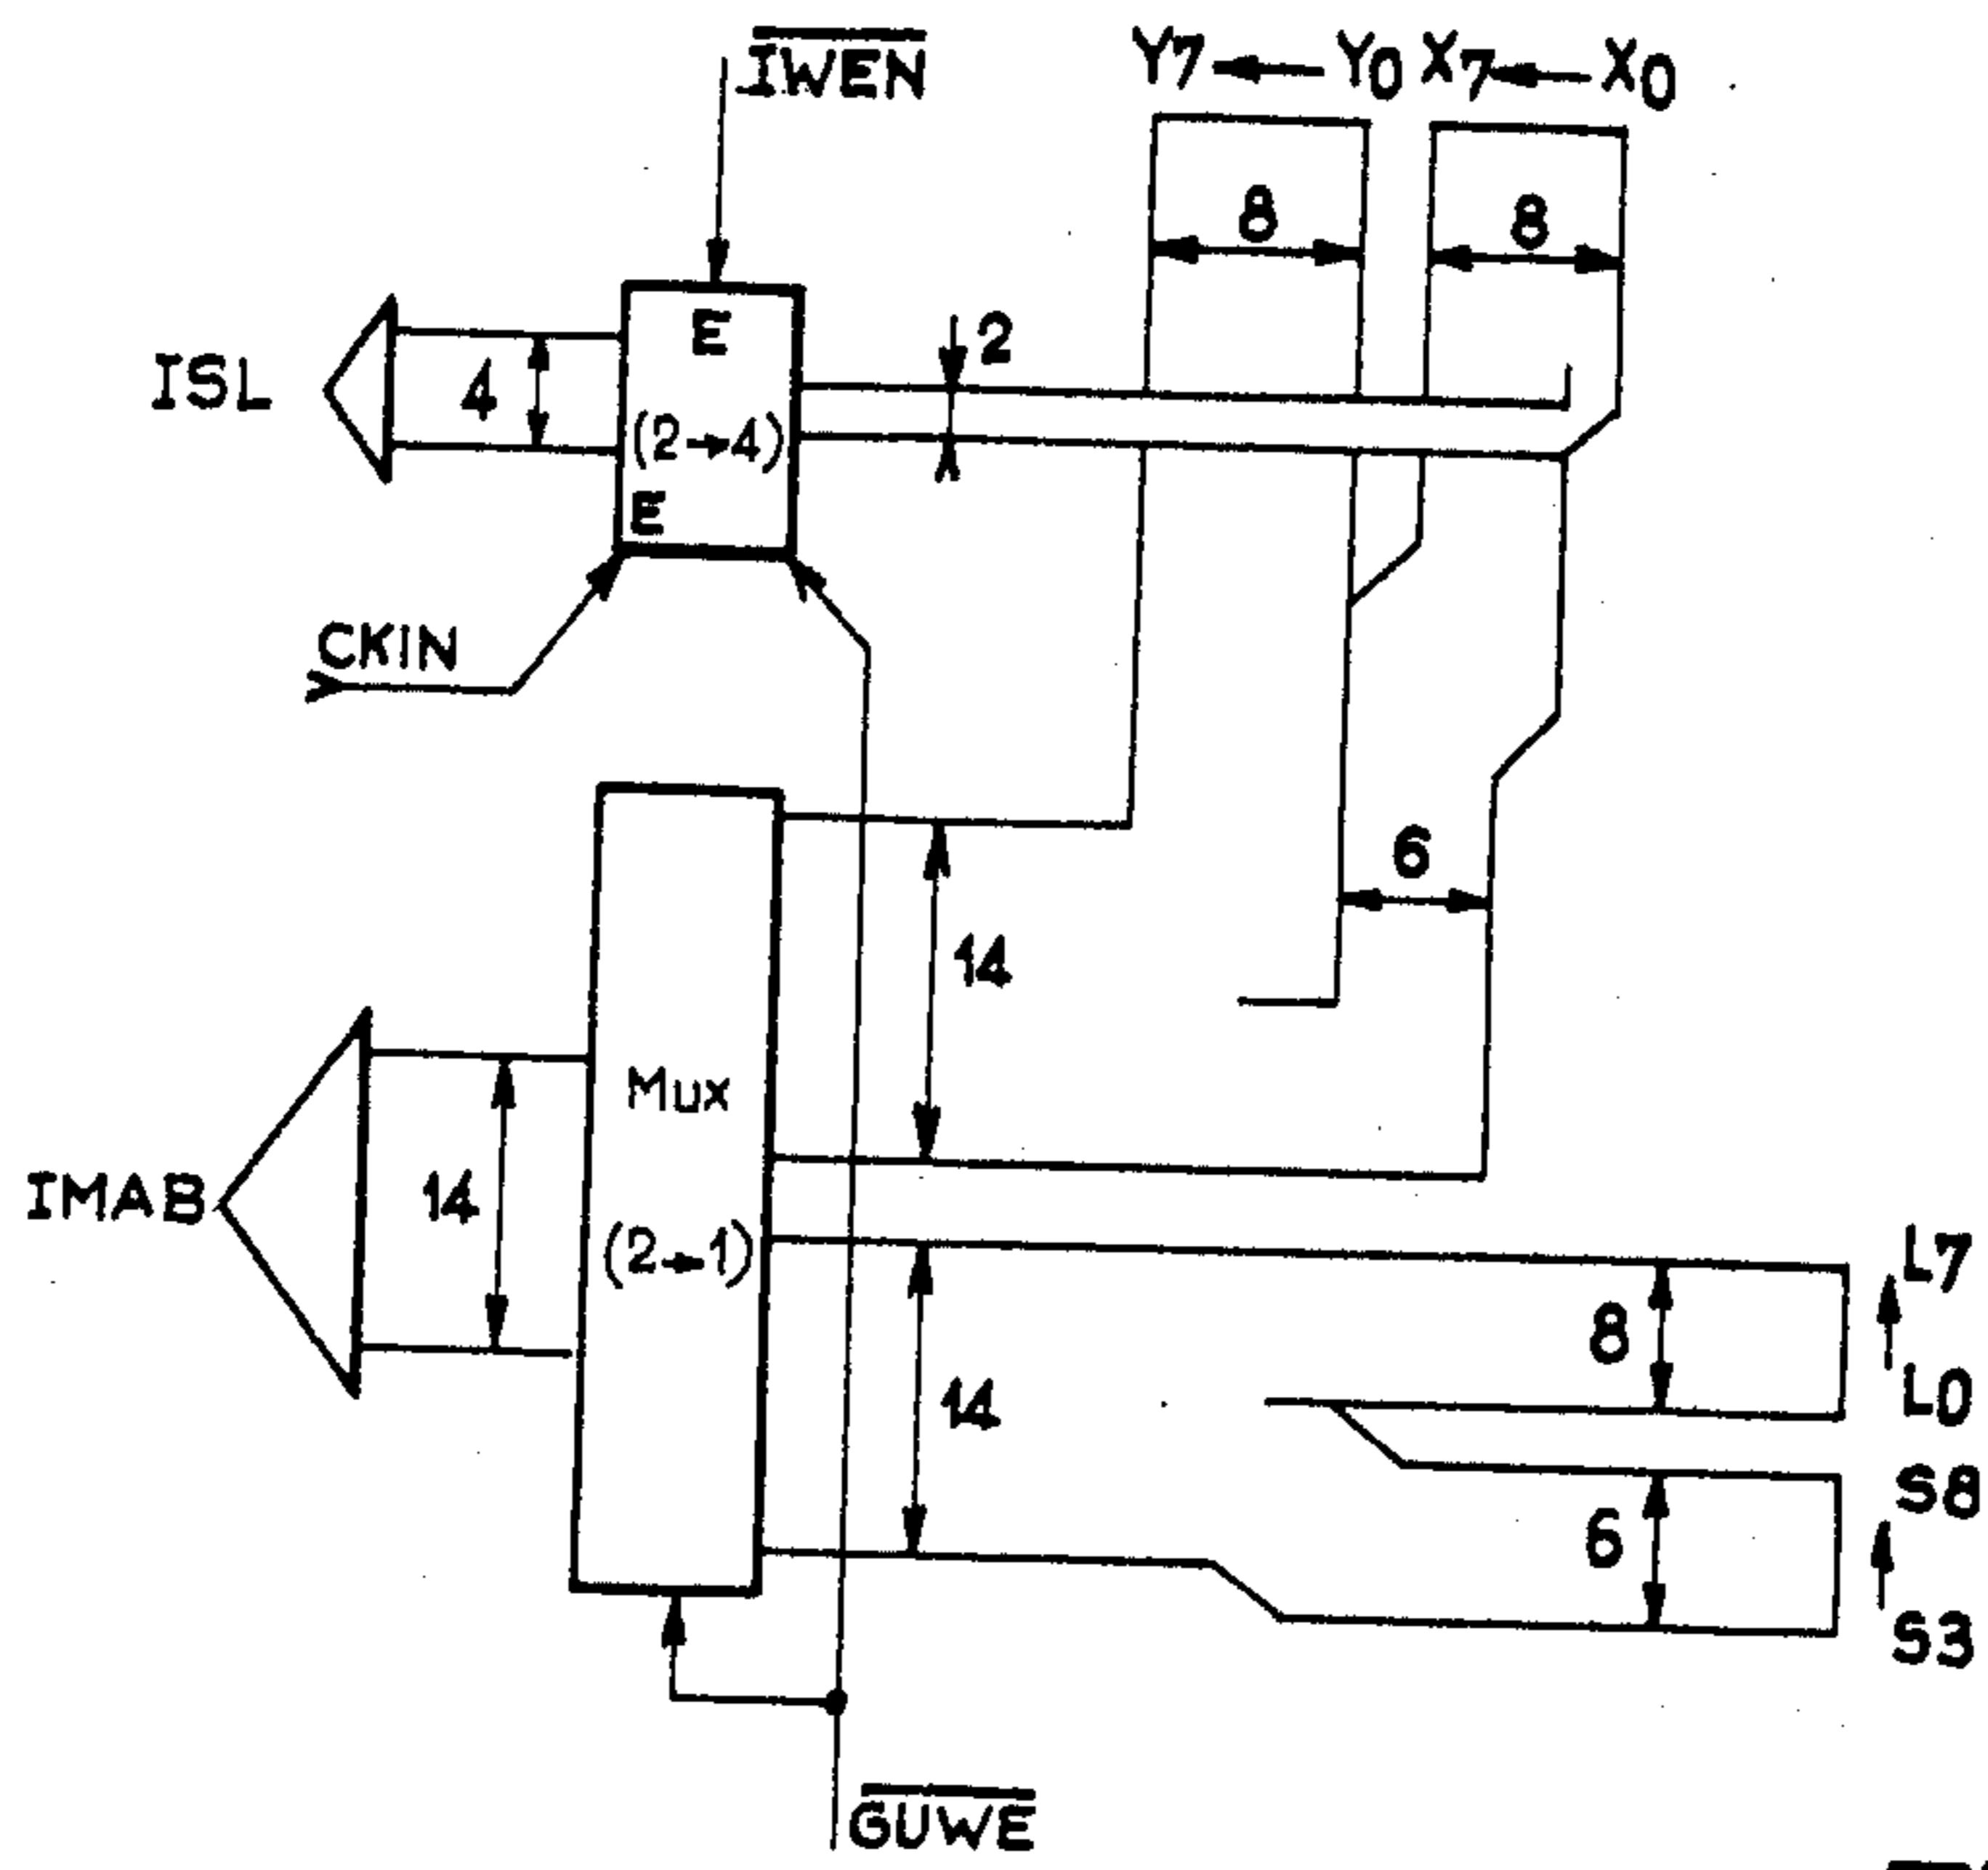 IWEN
Y7 ← Y0 X7 ← X0
8
8
2
E
ISL
4
(2→4)
E
CKIN
6
14
Mux
IMAB
14
(2→1)
L7
8
L0
14
S8
6
S3
GUWE